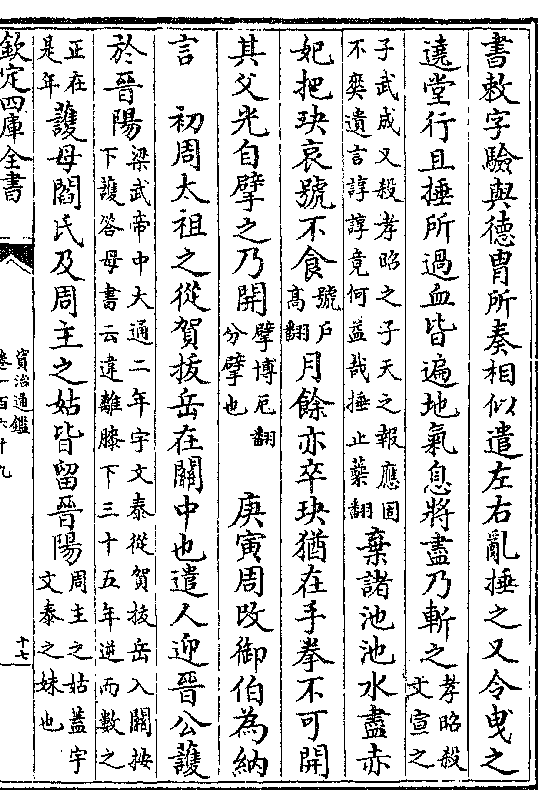 書敕字驗與德胄所奏相似遣左右亂捶之又令曳之
遶堂行且捶所過血皆遍地氣息將盡乃斬之孝昭殺文宣之
子武成又殺孝昭之子天之報應固不爽遺言諄諄竟何益哉捶止蘂翻棄諸池池水盡赤
妃把玦哀號不食號戶高翻月餘亦卒玦猶在手拳不可開
其父光自擘之乃開擘博厄翻分擘也 庚寅周改御伯為納
言 初周太祖之從賀拔岳在關中也遣人迎晉公護
於晉陽梁武帝中大通二年宇文泰從賀拔岳入關按下護答母書云違離膝下三十五年逆而數之
正在是年護母閻氏及周主之姑皆留晉陽周主之姑蓋宇文泰之妹也
欽定四庫全書
資治通鑑
卷一百六十九
十七